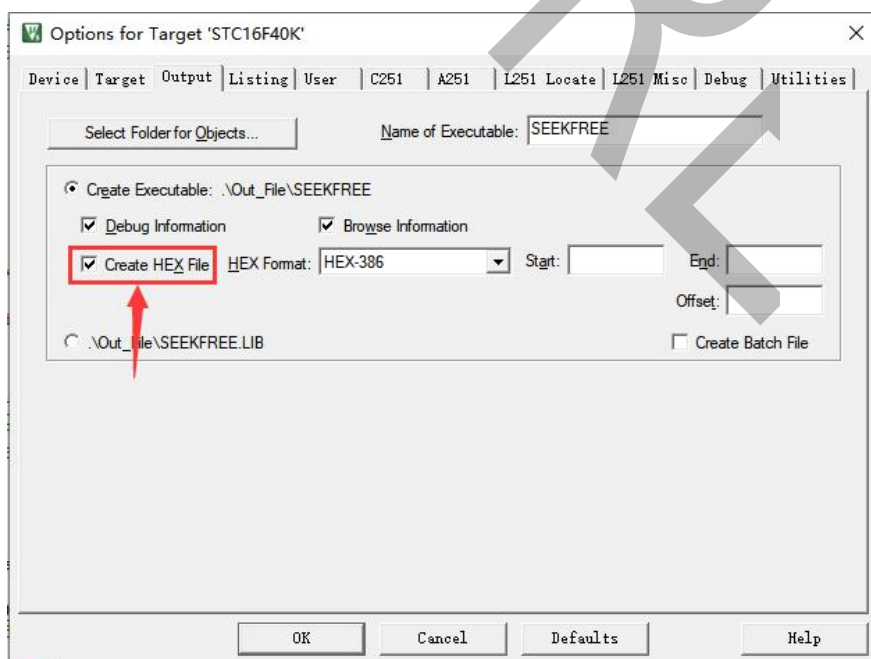 Options for Target 'STC16F40K'
Device Target Output Listing User C251 A251 L251 Locate L251 Misc Debug Utilities
Select Folder for Objects... Name of Executable: SEEKFREE
Create Executable: .\Out_File\SEEKFREE
Debug Information Browse Information
Create HEX File HEX Format: HEX-386 Start: End:
Offset:
.\Out_File\SEEKFREE.LIB Create Batch File
OK Cancel Defaults Help